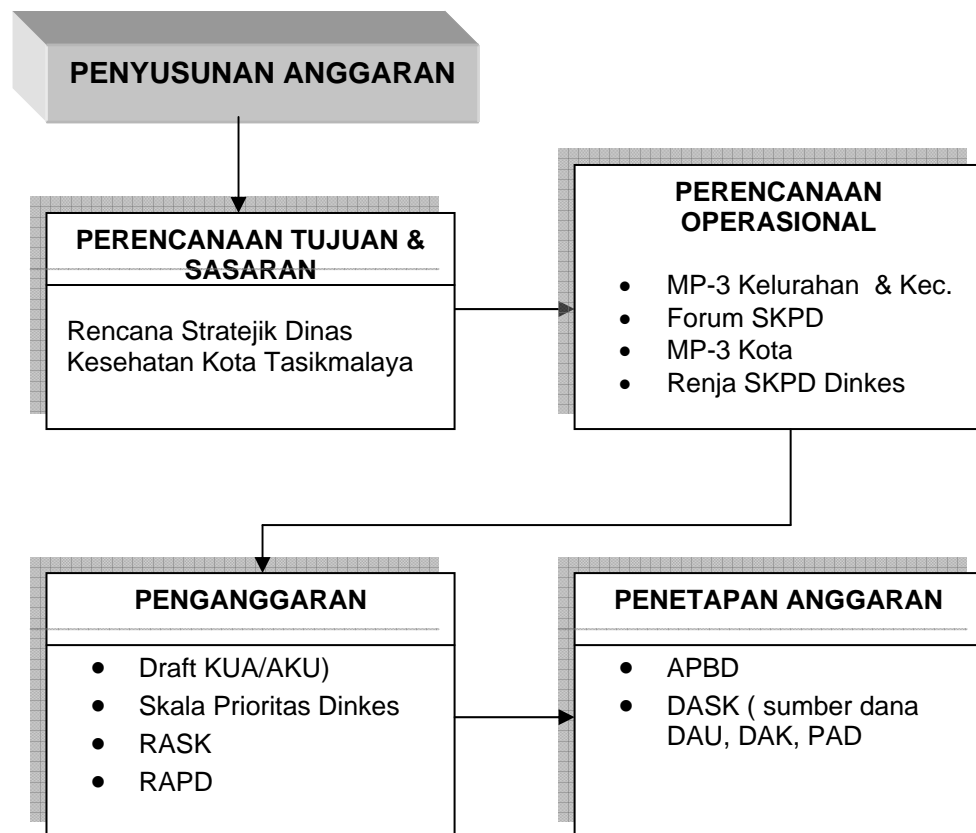 PENYUSUNAN ANGGARAN
PERENCANAAN TUJUAN &
SASARAN
Rencana Stratejik Dinas
Kesehatan Kota Tasikmalaya
PERENCANAAN
OPERASIONAL
• MP-3 Kelurahan & Kec.
• Forum SKPD
• MP-3 Kota
• Renja SKPD Dinkes
PENGANGGARAN
• Draft KUA/AKU)
• Skala Prioritas Dinkes
• RASK
• RAPD
PENETAPAN ANGGARAN
• APBD
• DASK ( sumber dana
DAU, DAK, PAD